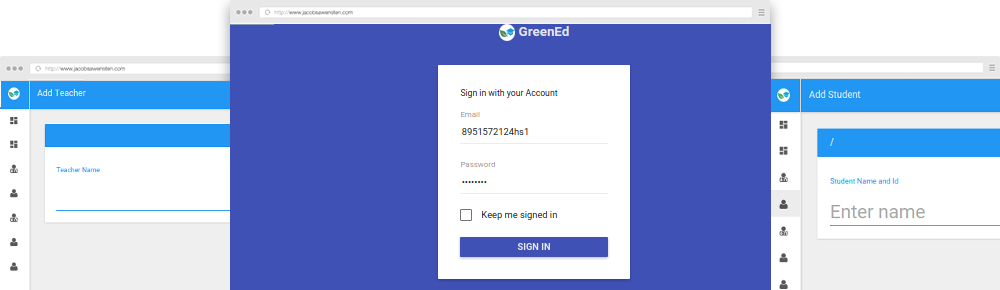 http://www.jacobsawensten.com
GreenEd
Sign in with your Account
Email
8951572124hs1
Password
••••••••
Keep me signed in
SIGN IN
http://www.jacobsawensten.com
Add Teacher
Teacher Name
Add Student
/
Student Name and Id
Enter name